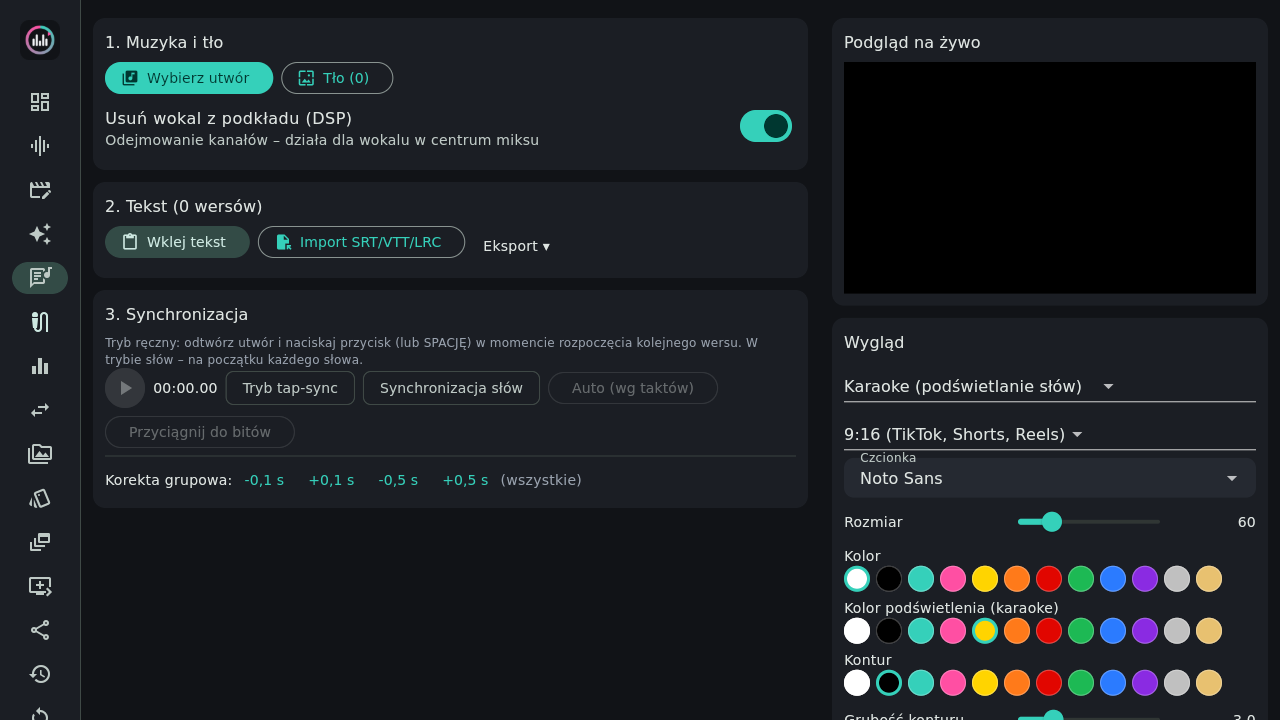 1. Muzyka i tło
Wybierz utwór
Tło (0)
Usuń wokal z podkładu (DSP)
Odejmowanie kanałów – działa dla wokalu w centrum miksu
2. Tekst (0 wersów)
Wklej tekst
Import SRT/VTT/LRC
Eksport ▾
3. Synchronizacja
Tryb ręczny: odtwórz utwór i naciskaj przycisk (lub SPACJĘ) w momencie rozpoczęcia kolejnego wersu. W
trybie słów – na początku każdego słowa.
00:00.00
Tryb tap-sync
Synchronizacja słów
Auto (wg taktów)
Przyciągnij do bitów
Korekta grupowa:
-0,1 s
+0,1 s
-0,5 s
+0,5 s
(wszystkie)
Podgląd na żywo
Wygląd
Karaoke (podświetlanie słów)
9:16 (TikTok, Shorts, Reels)
Czcionka
Noto Sans
Rozmiar
60
Kolor
Kolor podświetlenia (karaoke)
Kontur
Grubość konturu
3.0